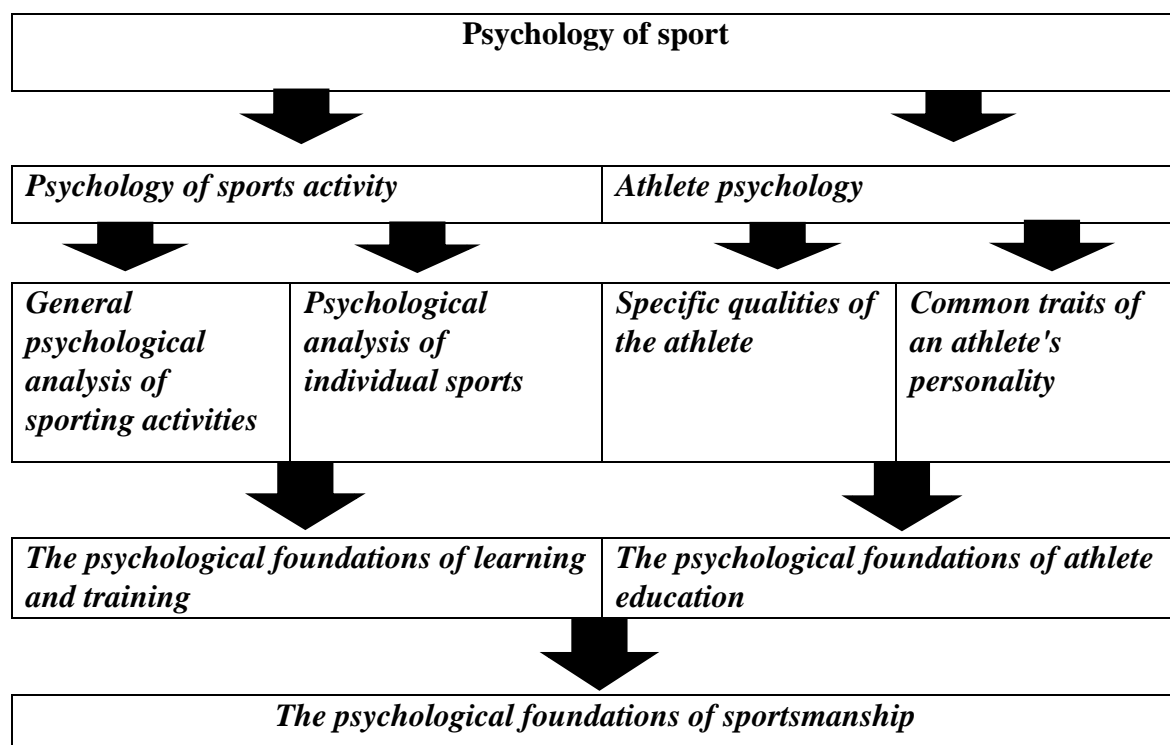 Psychology of sport
Psychology of sports activity
Athlete psychology
General
psychological
analysis of
sporting activities
Psychological
analysis of
individual sports
Specific qualities of
the athlete
Common traits of
an athlete's
personality
The psychological foundations of learning
and training
The psychological foundations of athlete
education
The psychological foundations of sportsmanship